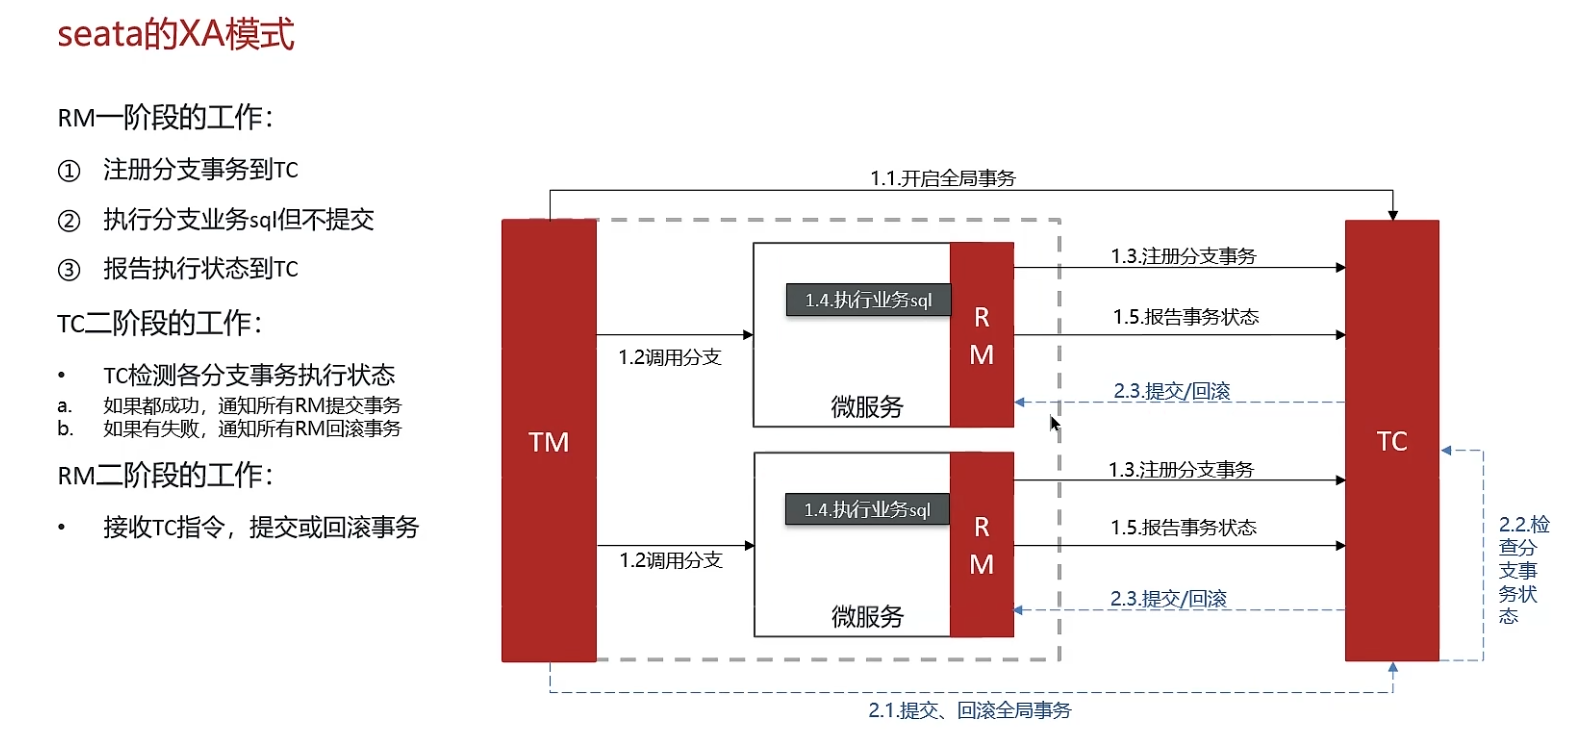 seata的XA模式
RM一阶段的工作：
① 注册分支事务到TC
② 执行分支业务sql但不提交
③ 报告执行状态到TC
TC二阶段的工作：
• TC检测各分支事务执行状态
a. 如果都成功，通知所有RM提交事务
b. 如果有失败，通知所有RM回滚事务
RM二阶段的工作：
• 接收TC指令，提交或回滚事务
1.1.开启全局事务
TM
1.2调用分支
1.4.执行业务sql
微服务
R
M
1.3.注册分支事务
1.5.报告事务状态
2.3.提交/回滚
1.2调用分支
1.4.执行业务sql
微服务
R
M
1.3.注册分支事务
1.5.报告事务状态
2.3.提交/回滚
TC
2.2.检
查分
支事
务状
态
2.1.提交、回滚全局事务